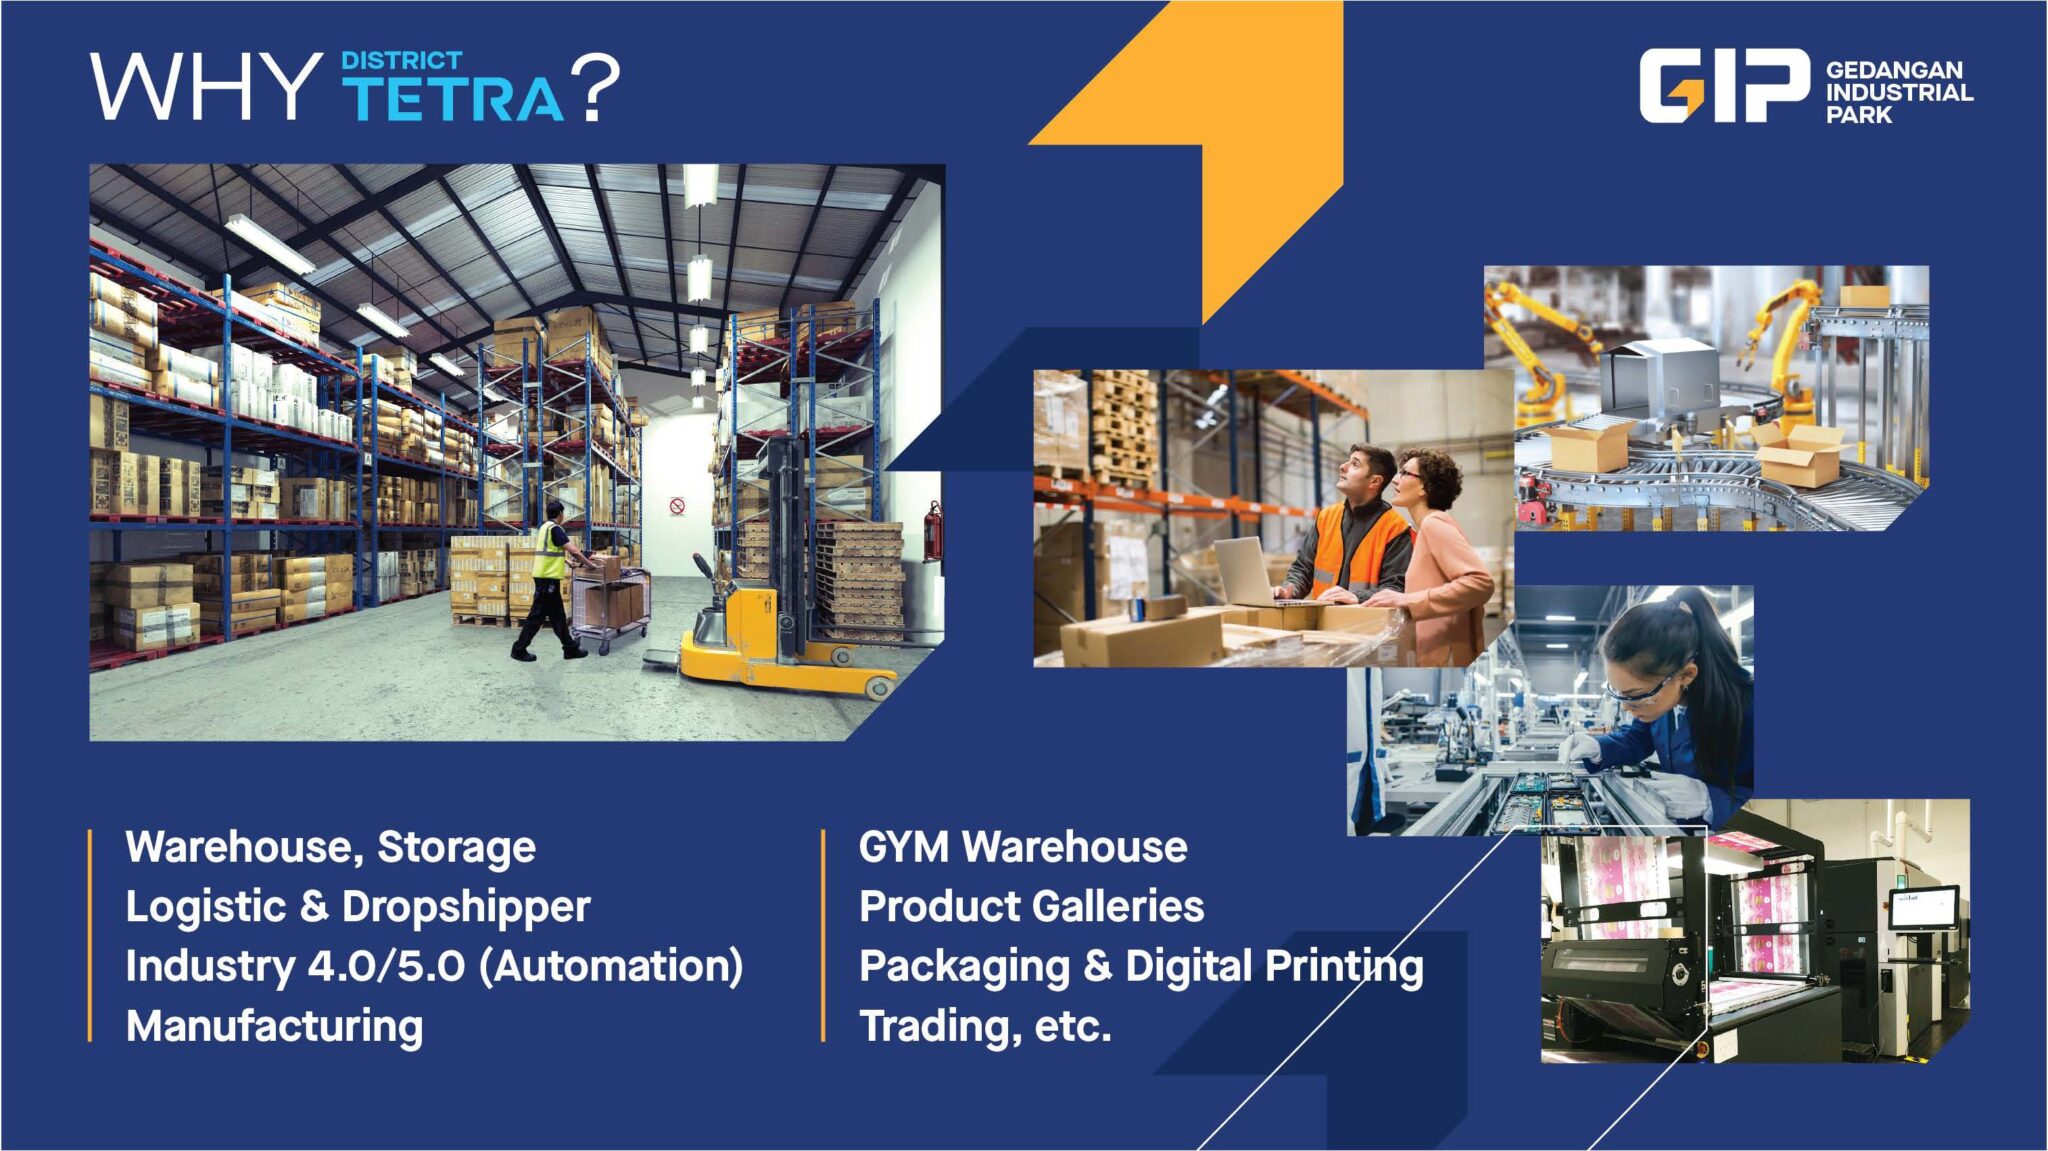 WHY DISTRICT TETRA?
GIP GEDANGAN
INDUSTRIAL
PARK
Warehouse, Storage
Logistic & Dropshipper
Industry 4.0/5.0 (Automation)
Manufacturing
GYM Warehouse
Product Galleries
Packaging & Digital Printing
Trading, etc.